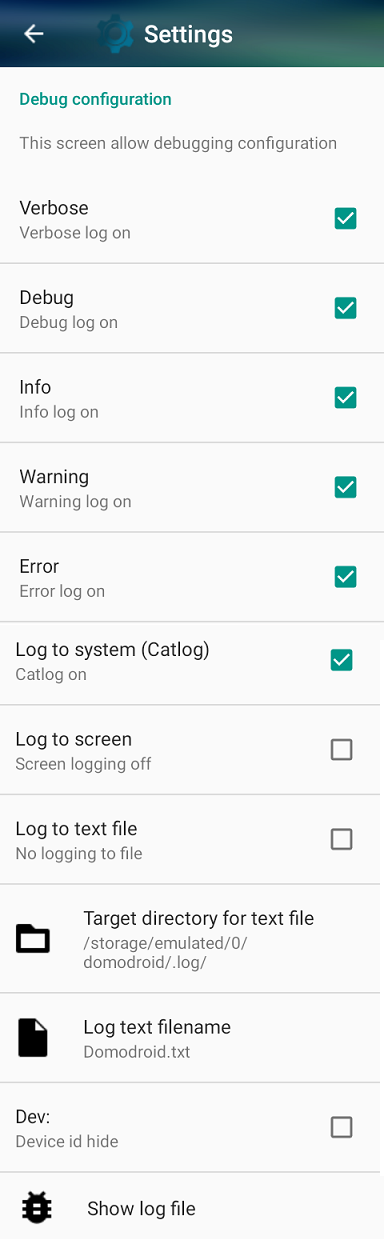 Settings
Debug configuration
This screen allow debugging configuration
Verbose
Verbose log on
Debug
Debug log on
Info
Info log on
Warning
Warning log on
Error
Error log on
Log to system (Catlog)
Catlog on
Log to screen
Screen logging off
Log to text file
No logging to file
Target directory for text file
/storage/emulated/0/
domodroid/.log/
Log text filename
Domodroid.txt
Dev:
Device id hide
Show log file